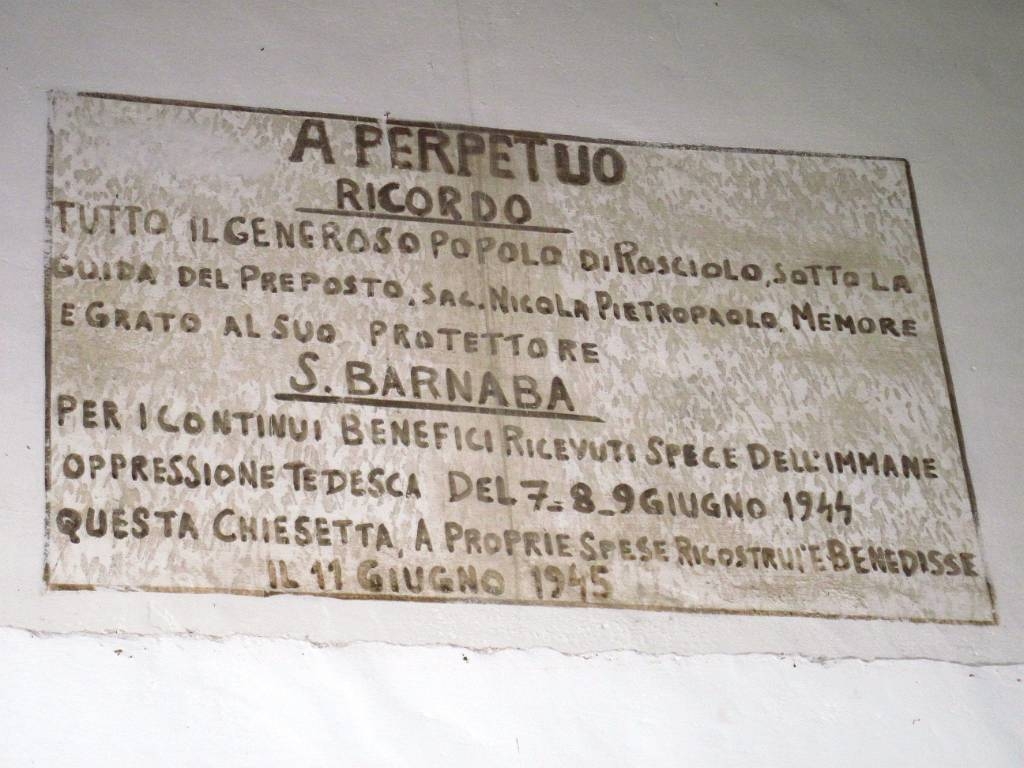 A PERPETUO
RICORDO
TUTTO IL GENEROSO POPOLO DI ROSCIOLO, SOTTO LA
GUIDA DEL PREPOSTO, SAC. NICOLA PIETROPAOLO, MEMORE
E GRATO AL SUO PROTETTORE
S. BARNABA
PER I CONTINUI BENEFICI RICEVUTI SPECE DELL'IMMANE
OPPRESSIONE TEDESCA DEL 7-8-9 GIUGNO 1944
QUESTA CHIESETTA, A PROPRIE SPESE RICOSTRUI' E BENEDISSE
IL 11 GIUGNO 1945